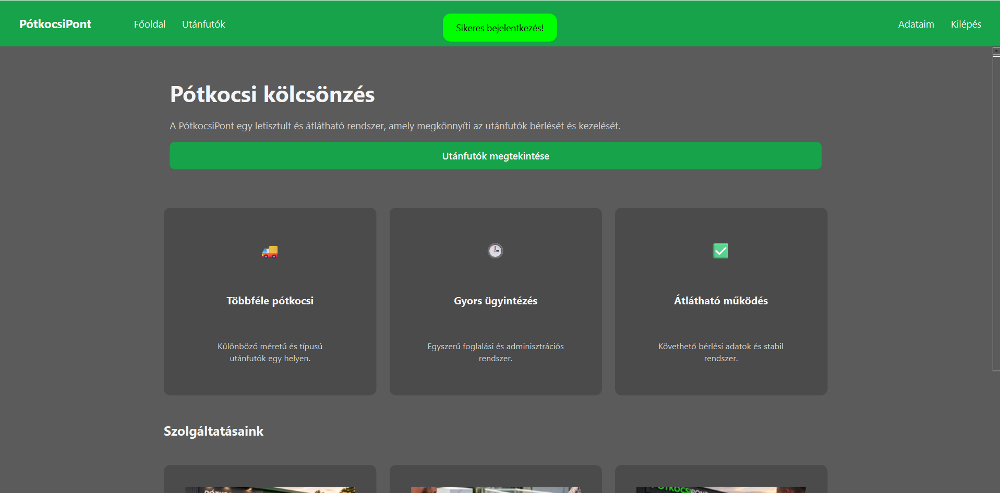 PótkocsiPont
Főoldal
Utánfutók
Sikeres bejelentkezés!
Adataim
Kilépés
Pótkocsi kölcsönzés
A PótkocsiPont egy letisztult és átlátható rendszer, amely megkönnyíti az utánfutók bérlését és kezelését.
Utánfutók megtekintése
Többféle pótkocsi
Különböző méretű és típusú
utánfutók egy helyen.
Gyors ügyintézés
Egyszerű foglalási és adminisztrációs
rendszer.
Átlátható működés
Követhető bérlési adatok és stabil
rendszer.
Szolgáltatásaink